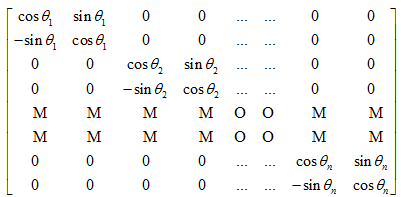 cos θ₁ sin θ₁ 0 0 ... ... 0 0
−sin θ₁ cos θ₁ 0 0 ... ... 0 0
0 0 cos θ₂ sin θ₂ ... ... 0 0
0 0 −sin θ₂ cos θ₂ ... ... 0 0
M M M M O O M M
M M M M O O M M
0 0 0 0 ... ... cos θₙ sin θₙ
0 0 0 0 ... ... −sin θₙ cos θₙ